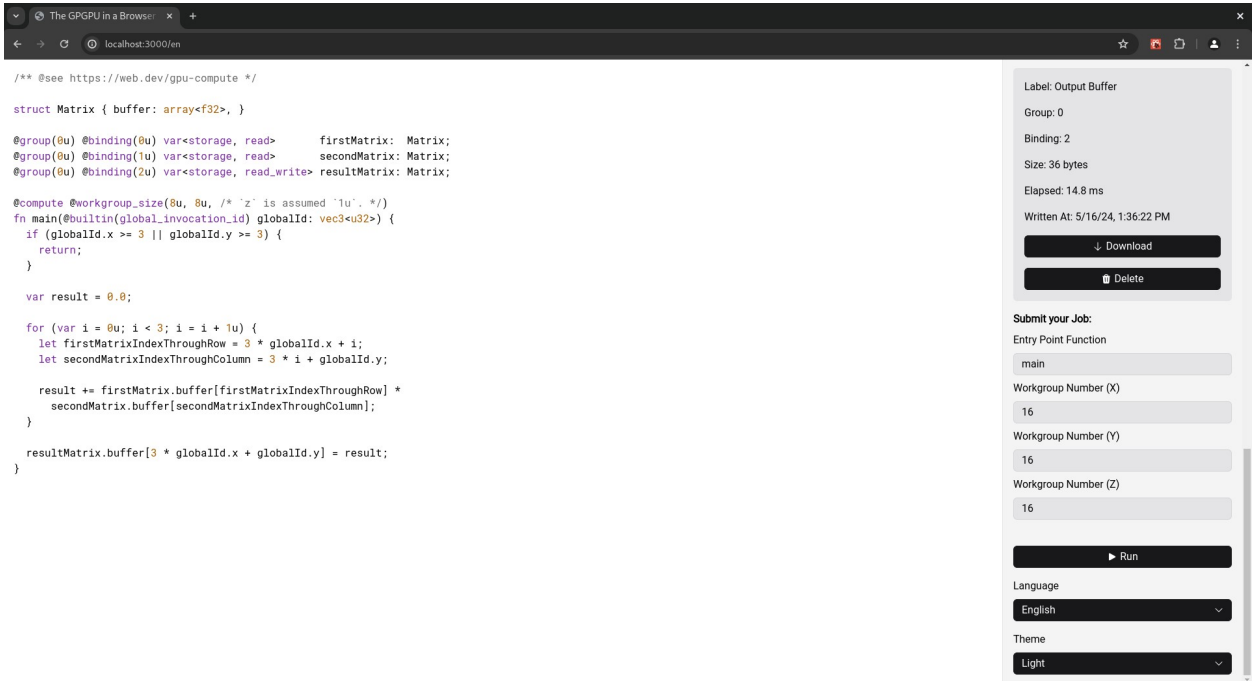 The GPGPU in a Browser
localhost:3000/en
/** @see https://web.dev/gpu-compute */
struct Matrix { buffer: array<f32>, }
@group(0u) @binding(0u) var<storage, read>       firstMatrix:  Matrix;
@group(0u) @binding(1u) var<storage, read>       secondMatrix: Matrix;
@group(0u) @binding(2u) var<storage, read_write> resultMatrix: Matrix;
@compute @workgroup_size(8u, 8u, /* `z` is assumed `1u`. */)
fn main(@builtin(global_invocation_id) globalId: vec3<u32>) {
  if (globalId.x >= 3 || globalId.y >= 3) {
    return;
  }
  var result = 0.0;
  for (var i = 0u; i < 3; i = i + 1u) {
    let firstMatrixIndexThroughRow = 3 * globalId.x + i;
    let secondMatrixIndexThroughColumn = 3 * i + globalId.y;
    result += firstMatrix.buffer[firstMatrixIndexThroughRow] *
      secondMatrix.buffer[secondMatrixIndexThroughColumn];
  }
  resultMatrix.buffer[3 * globalId.x + globalId.y] = result;
}
Label: Output Buffer
Group: 0
Binding: 2
Size: 36 bytes
Elapsed: 14.8 ms
Written At: 5/16/24, 1:36:22 PM
Download
Delete
Submit your Job:
Entry Point Function
main
Workgroup Number (X)
16
Workgroup Number (Y)
16
Workgroup Number (Z)
16
Run
Language
English
Theme
Light